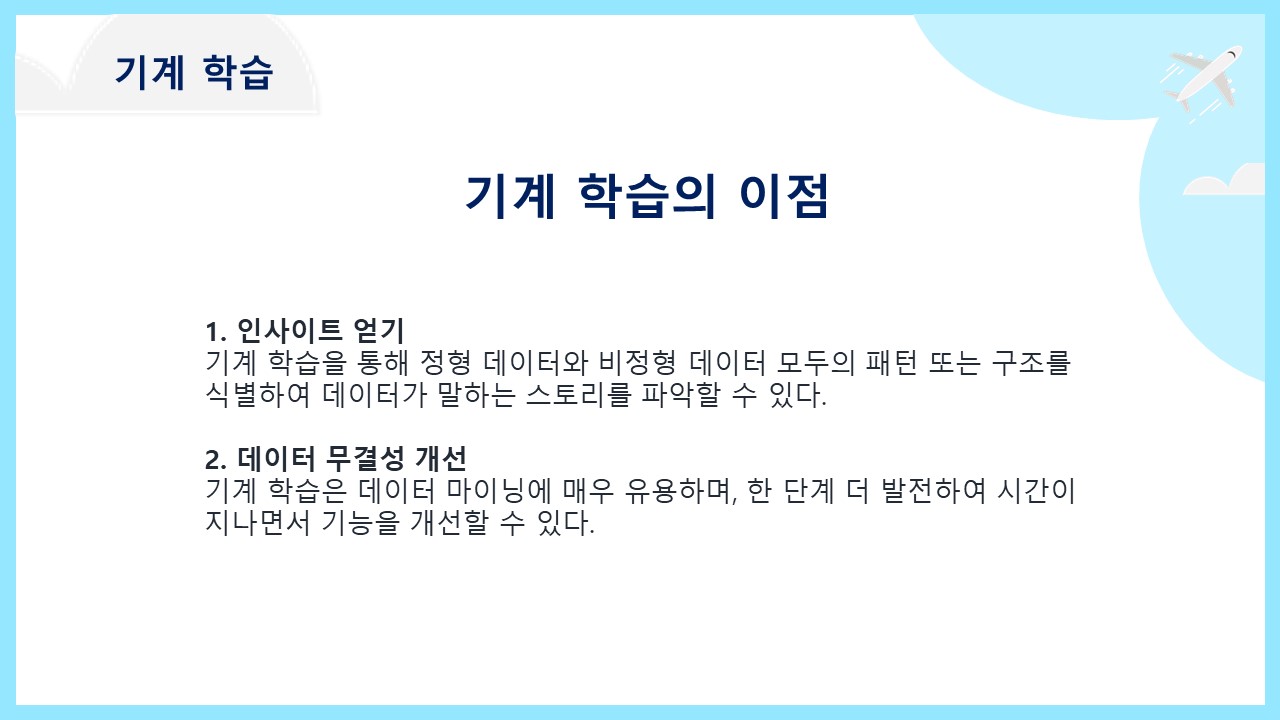 기계 학습
기계 학습의 이점
1. 인사이트 얻기
기계 학습을 통해 정형 데이터와 비정형 데이터 모두의 패턴 또는 구조를
식별하여 데이터가 말하는 스토리를 파악할 수 있다.
2. 데이터 무결성 개선
기계 학습은 데이터 마이닝에 매우 유용하며, 한 단계 더 발전하여 시간이
지나면서 기능을 개선할 수 있다.